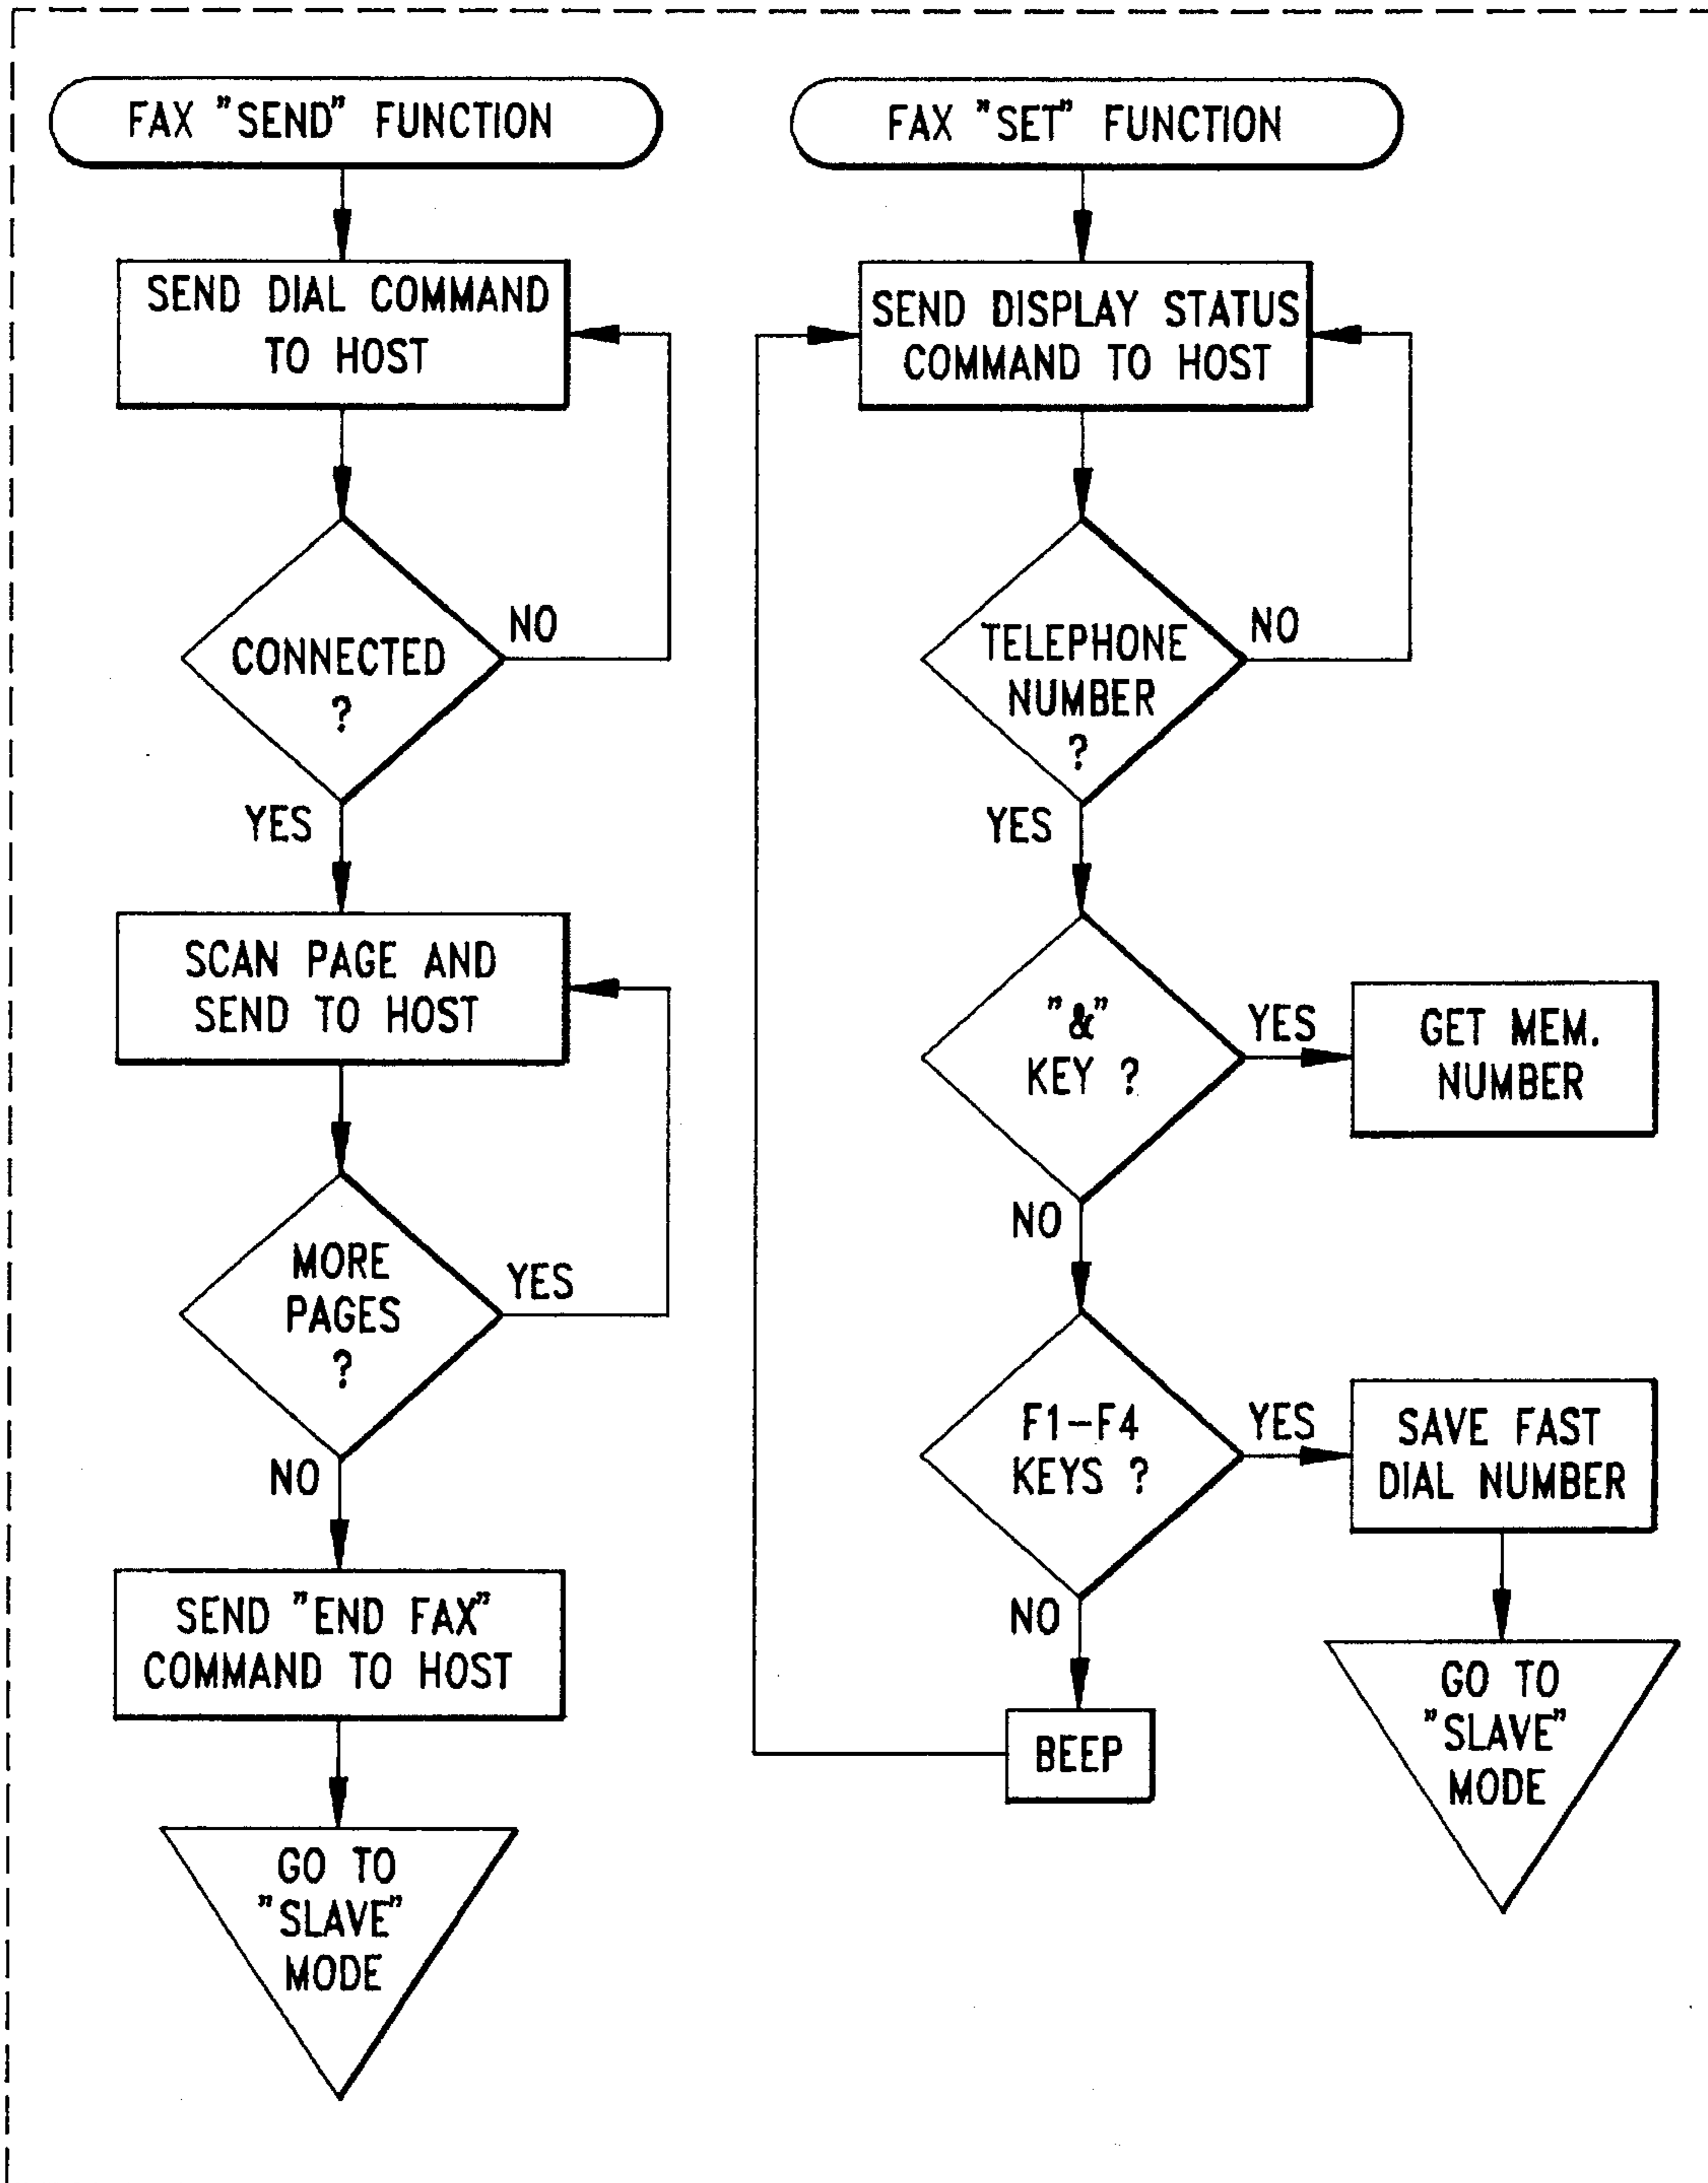 FAX "SEND" FUNCTION
SEND DIAL COMMAND
TO HOST
CONNECTED
?
NO
YES
SCAN PAGE AND
SEND TO HOST
MORE
PAGES
?
YES
NO
SEND "END FAX"
COMMAND TO HOST
GO TO
"SLAVE"
MODE
FAX "SET" FUNCTION
SEND DISPLAY STATUS
COMMAND TO HOST
TELEPHONE
NUMBER
?
NO
YES
"&"
KEY ?
YES
GET MEM.
NUMBER
NO
F1-F4
KEYS ?
YES
SAVE FAST
DIAL NUMBER
NO
BEEP
GO TO
"SLAVE"
MODE